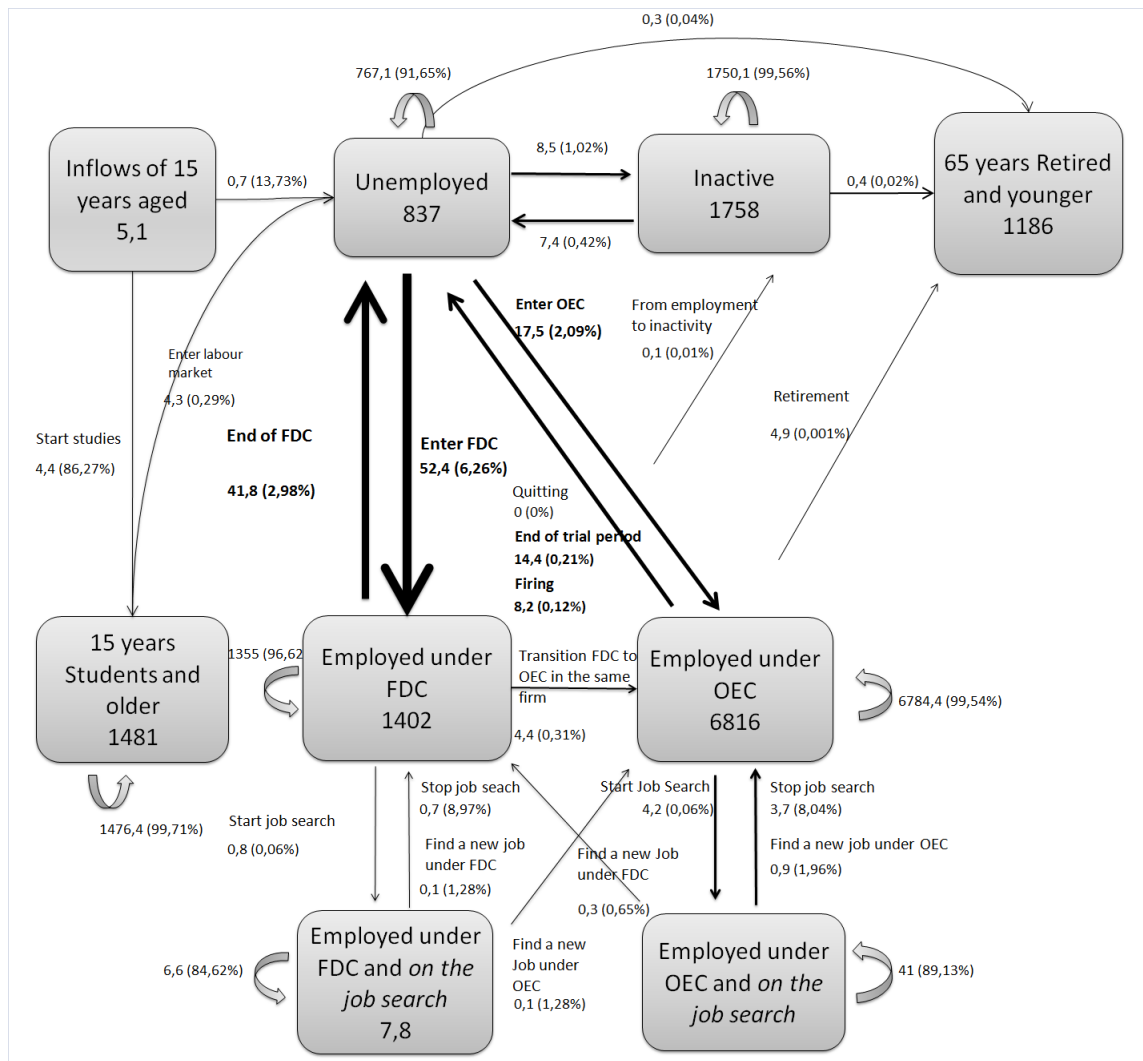 0,3 (0,04%)
767,1 (91,65%)
1750,1 (99,56%)
Inflows of 15
years aged
5,1
0,7 (13,73%)
Unemployed
837
8,5 (1,02%)
7,4 (0,42%)
Inactive
1758
0,4 (0,02%)
65 years Retired
and younger
1186
Enter OEC
17,5 (2,09%)
From employment
to inactivity
0,1 (0,01%)
Enter labour
market
4,3 (0,29%)
Retirement
4,9 (0,001%)
Start studies
4,4 (86,27%)
End of FDC
41,8 (2,98%)
Enter FDC
52,4 (6,26%)
Quitting
0 (0%)
End of trial period
14,4 (0,21%)
Firing
8,2 (0,12%)
15 years
Students and
older
1481
1355 (96,62
Employed under
FDC
1402
Transition FDC to
OEC in the same
firm
4,4 (0,31%)
Employed under
OEC
6816
6784,4 (99,54%)
1476,4 (99,71%)
Start job search
0,8 (0,06%)
Stop job seach
0,7 (8,97%)
Find a new job
under FDC
0,1 (1,28%)
Start Job Search
4,2 (0,06%)
Stop job search
3,7 (8,04%)
Find a new job under OEC
0,9 (1,96%)
Find a new Job
under FDC
0,3 (0,65%)
6,6 (84,62%)
Employed under
FDC and on the
job search
7,8
Find a new
Job under
OEC
0,1 (1,28%)
Employed under
OEC and on the
job search
41 (89,13%)